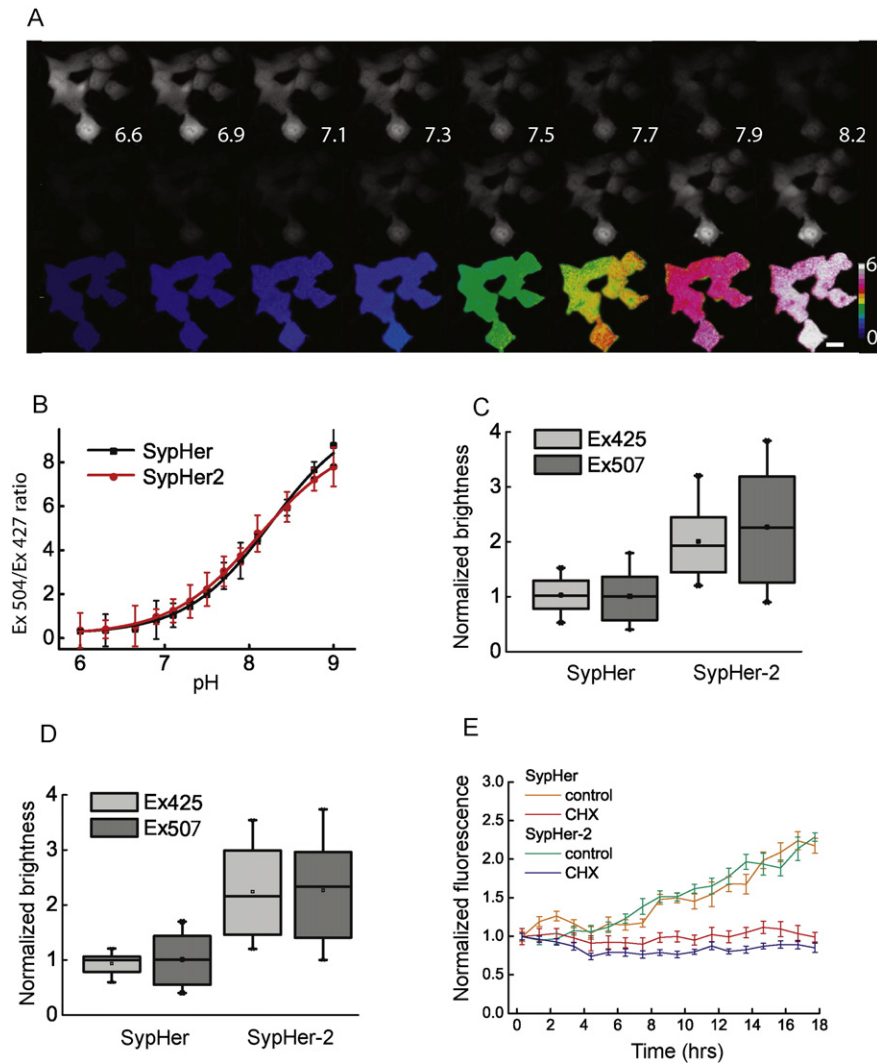 A
6.6 6.9 7.1 7.3 7.5 7.7 7.9 8.2
6
0
B
Ex 504/Ex 427 ratio
8
6
4
2
0
SypHer
SypHer2
6 7 8 9
pH
C
Normalized brightness
4
3
2
1
0
Ex425
Ex507
SypHer SypHer-2
D
Normalized brightness
4
3
2
1
0
Ex425
Ex507
SypHer SypHer-2
E
Normalized fluorescence
3.0
2.5
2.0
1.5
1.0
0.5
0.0
SypHer
control
CHX
SypHer-2
control
CHX
0 2 4 6 8 10 12 14 16 18
Time (hrs)